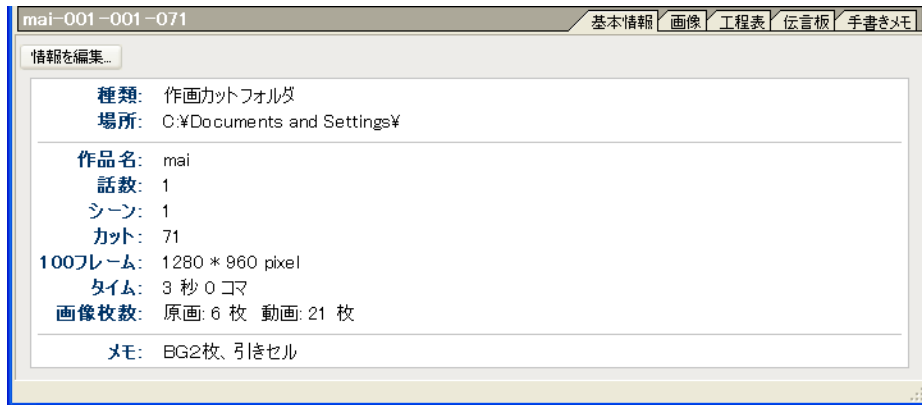 mai-001-001-071
基本情報 画像 工程表 伝言板 手書きメモ
情報を編集...
種類: 作画カットフォルダ
場所: C:¥Documents and Settings¥
作品名: mai
話数: 1
シーン: 1
カット: 71
100フレーム: 1280 * 960 pixel
タイム: 3 秒 0 コマ
画像枚数: 原画: 6 枚 動画: 21 枚
メモ: BG2枚、引きセル